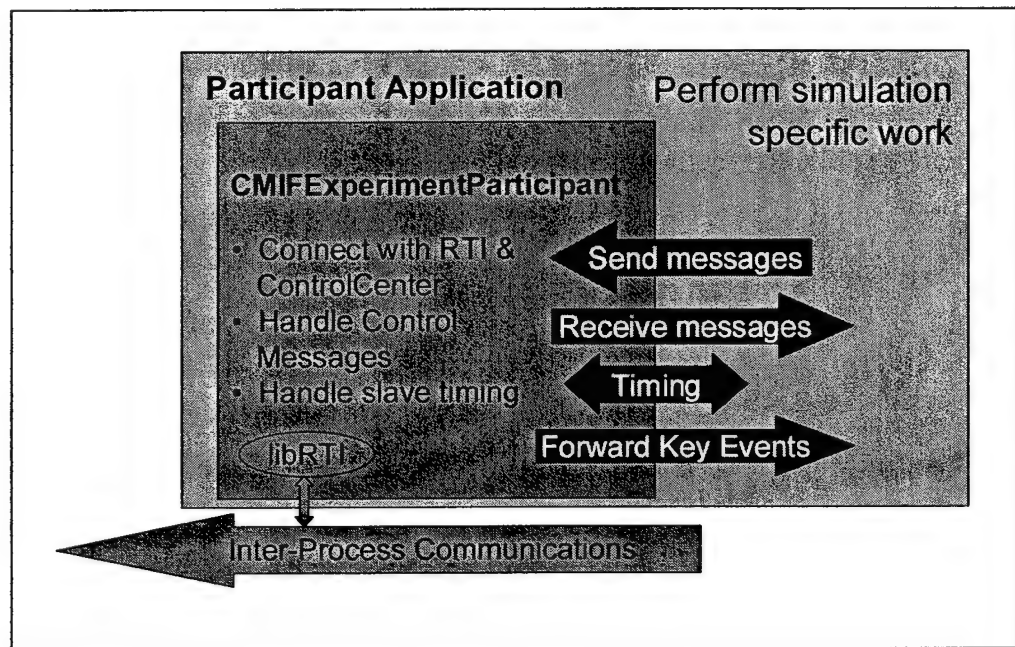 Participant Application
Perform simulation
specific work
CMIFExperimentParticipant
• Connect with RTI &
ControlCenter
• Handle Control
Messages
• Handle slave timing
libRTI
Send messages
Receive messages
Timing
Forward Key Events
Inter-Process Communications